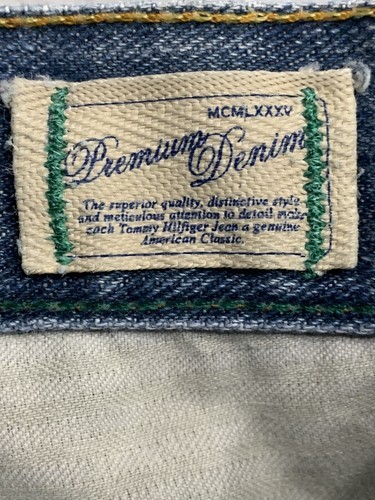 MCMLXXXV
Premium Denim
The superior quality, distinctive style
and meticulous attention to detail make
each Tommy Hilfiger Jean a genuine
American Classic.